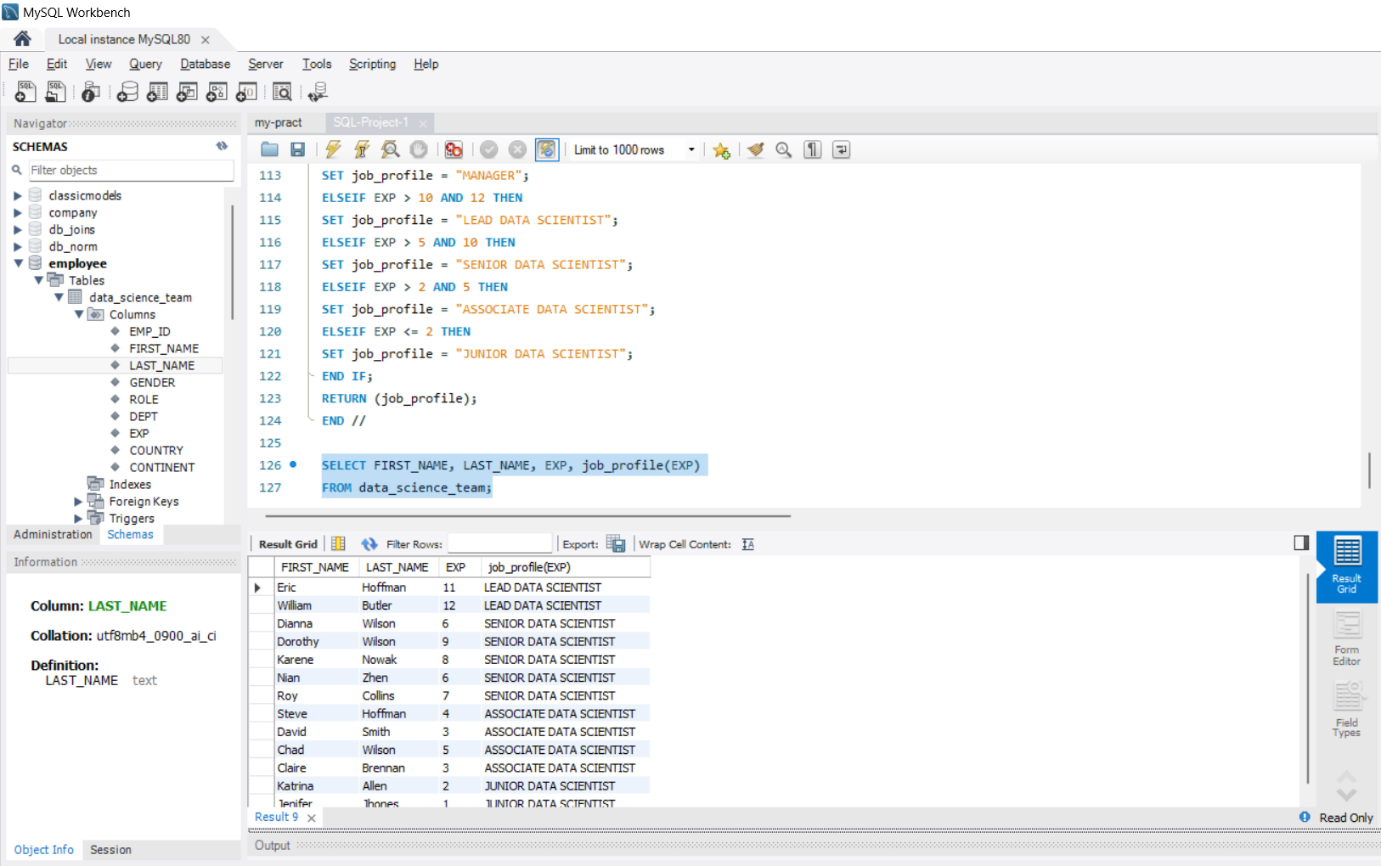 MySQL Workbench
Local instance MySQL80
File Edit View Query Database Server Tools Scripting Help
Navigator
SCHEMAS
Filter objects
classicmodels
company
db_joins
db_norm
employee
Tables
data_science_team
Columns
EMP_ID
FIRST_NAME
LAST_NAME
GENDER
ROLE
DEPT
EXP
COUNTRY
CONTINENT
Indexes
Foreign Keys
Triggers
Administration Schemas
Information
Column: LAST_NAME
Collation: utf8mb4_0900_ai_ci
Definition:
LAST_NAME text
Object Info Session
my-pract SQL-Project-1
Limit to 1000 rows
113 SET job_profile = "MANAGER";
114 ELSEIF EXP > 10 AND 12 THEN
115 SET job_profile = "LEAD DATA SCIENTIST";
116 ELSEIF EXP > 5 AND 10 THEN
117 SET job_profile = "SENIOR DATA SCIENTIST";
118 ELSEIF EXP > 2 AND 5 THEN
119 SET job_profile = "ASSOCIATE DATA SCIENTIST";
120 ELSEIF EXP <= 2 THEN
121 SET job_profile = "JUNIOR DATA SCIENTIST";
122 END IF;
123 RETURN (job_profile);
124 END //
125
126 SELECT FIRST_NAME, LAST_NAME, EXP, job_profile(EXP)
127 FROM data_science_team;
Result Grid Filter Rows: Export: Wrap Cell Content:
FIRST_NAME LAST_NAME EXP job_profile(EXP)
Eric Hoffman 11 LEAD DATA SCIENTIST
William Butler 12 LEAD DATA SCIENTIST
Dianna Wilson 6 SENIOR DATA SCIENTIST
Dorothy Wilson 9 SENIOR DATA SCIENTIST
Karene Nowak 8 SENIOR DATA SCIENTIST
Nian Zhen 6 SENIOR DATA SCIENTIST
Roy Collins 7 SENIOR DATA SCIENTIST
Steve Hoffman 4 ASSOCIATE DATA SCIENTIST
David Smith 3 ASSOCIATE DATA SCIENTIST
Chad Wilson 5 ASSOCIATE DATA SCIENTIST
Claire Brennan 3 ASSOCIATE DATA SCIENTIST
Katrina Allen 2 JUNIOR DATA SCIENTIST
Jenifer Jhones 1 JUNIOR DATA SCIENTIST
Result
Grid
Form
Editor
Field
Types
Result 9
Read Only
Output